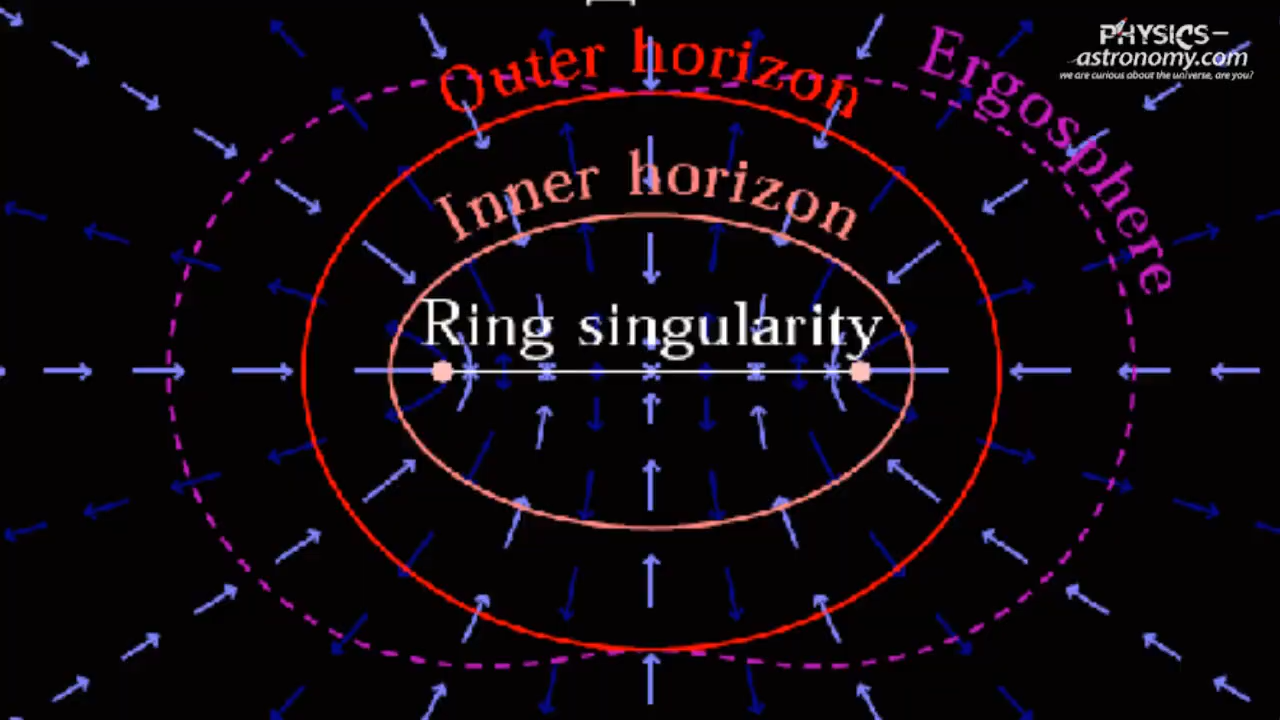 PHYSICS-
astronomy.com
we are curious about the universe, are you?
Outer horizon
Ergosphere
Inner horizon
Ring singularity